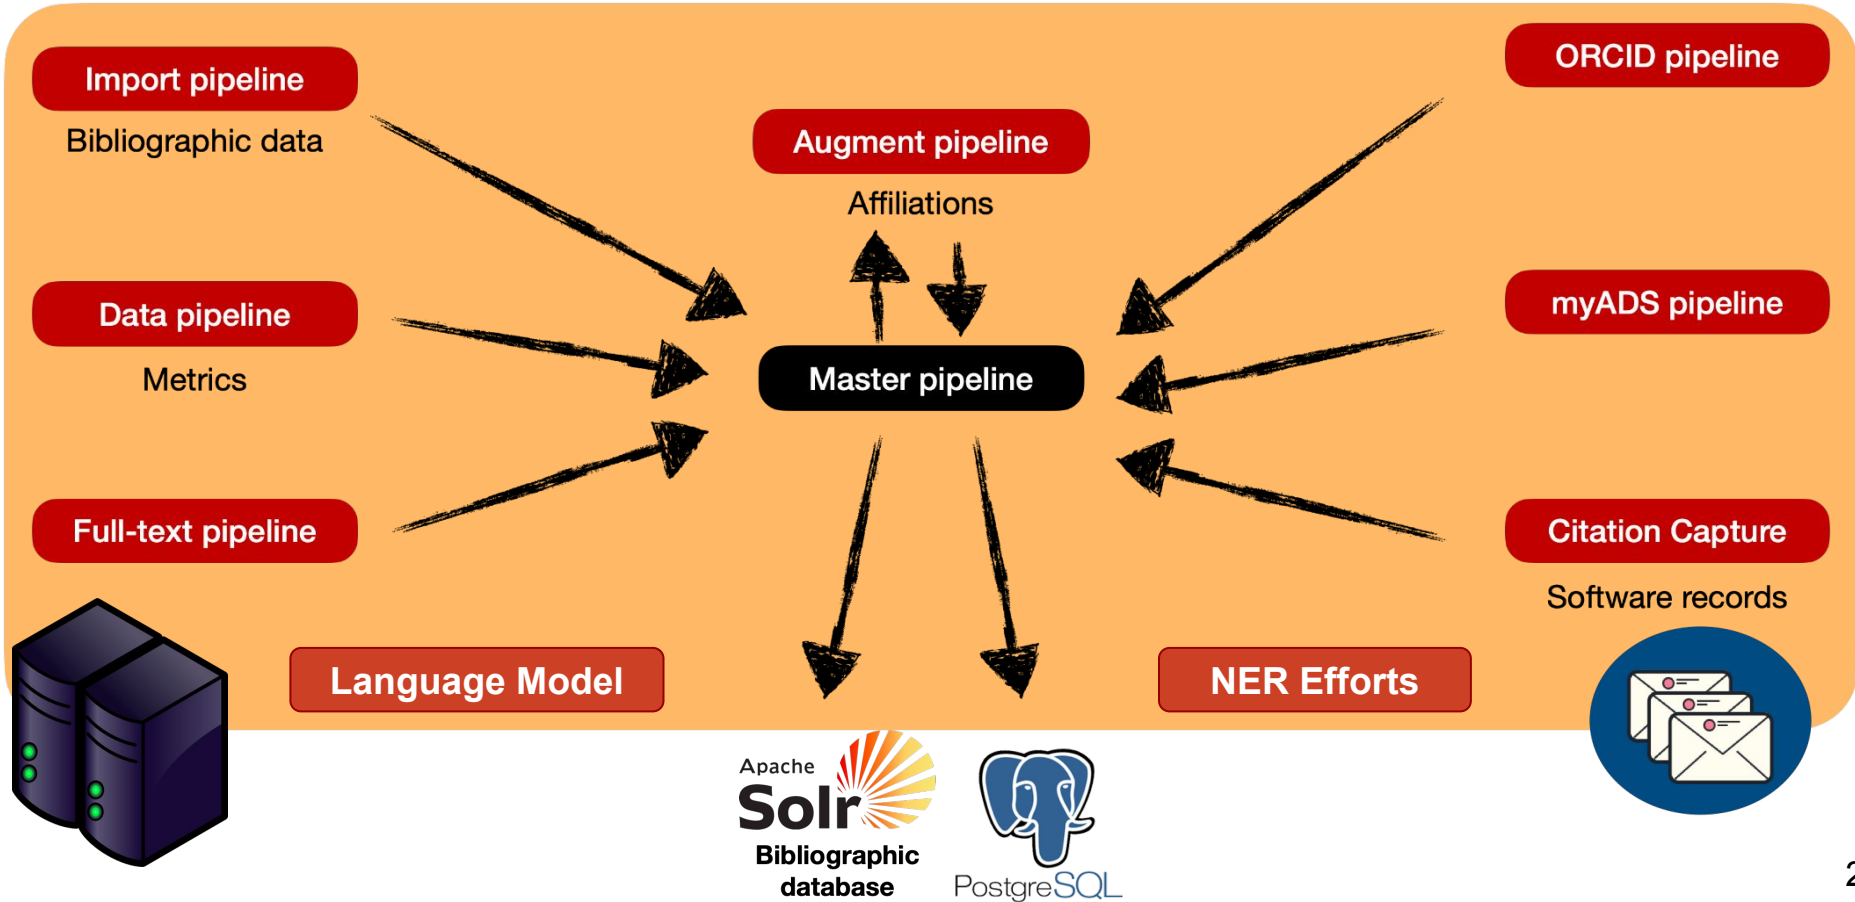 Import pipeline
Bibliographic data
Data pipeline
Metrics
Full-text pipeline
Augment pipeline
Affiliations
Master pipeline
ORCID pipeline
myADS pipeline
Citation Capture
Software records
Language Model
NER Efforts
Apache
Solr
Bibliographic
database
PostgreSQL
2